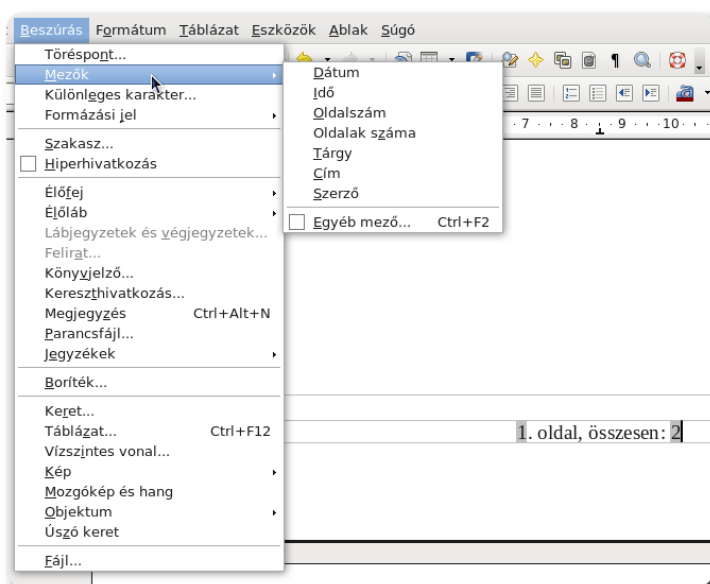 Beszúrás Formátum Táblázat Eszközök Ablak Súgó
Töréspont...
Mezők
Különleges karakter...
Formázási jel
Szakasz...
Hiperhivatkozás
Élőfej
Élőláb
Lábjegyzetek és végjegyzetek...
Felirat...
Könyvjelző...
Kereszthivatkozás...
Megjegyzés Ctrl+Alt+N
Parancsfájl...
Jegyzékek
Boríték...
Keret...
Táblázat... Ctrl+F12
Vízszintes vonal...
Kép
Mozgókép és hang
Objektum
Úszó keret
Fájl...
Dátum
Idő
Oldalszám
Oldalak száma
Tárgy
Cím
Szerző
Egyéb mező... Ctrl+F2
7 8 9 10
1. oldal, összesen: 2